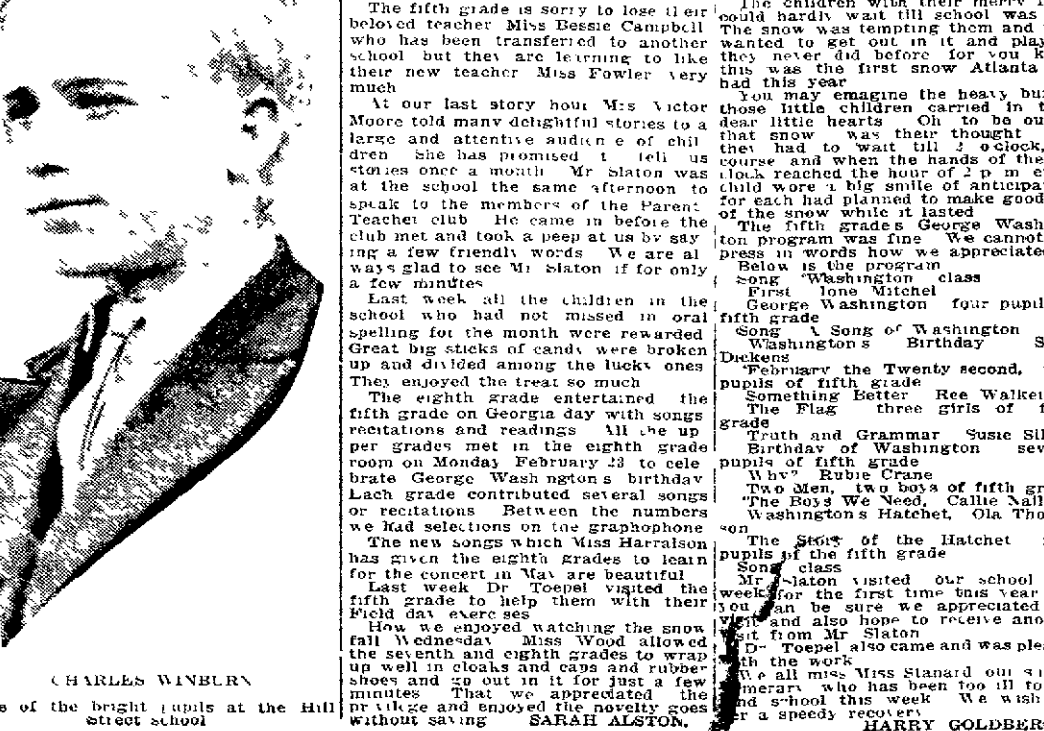 CHARLES WINBURN
s of the bright pupils at the Hill
Street school
The fifth grade is sorry to lose their
beloved teacher Miss Bessie Campbell
who has been transferred to another
school but they are learning to like
their new teacher Miss Fowler very
much
At our last story hour Mrs Victor
Moore told many delightful stories to a
large and attentive audience of chil
dren She has promised t tell us
stories once a month Mr Slaton was
at the school the same afternoon to
speak to the members of the Parent
Teacher club He came in before the
club met and took a peep at us by say
ing a few friendly words We are al
ways glad to see Mr Slaton if for only
a few minutes
Last week all the children in the
school who had not missed in oral
spelling for the month were rewarded
Great big sticks of candy were broken
up and divided among the lucky ones
They enjoyed the treat so much
The eighth grade entertained the
fifth grade on Georgia day with songs
recitations and readings All the up
per grades met in the eighth grade
room on Monday February 23 to cele
brate George Washingtons birthday
Each grade contributed several songs
or recitations Between the numbers
we had selections on the graphophone
The new songs which Miss Harralson
has given the eighth grades to learn
for the concert in May are beautiful
Last week Dr Toepel visited the
fifth grade to help them with their
Field day exercises
How we enjoyed watching the snow
fall Wednesday Miss Wood allowed
the seventh and eighth grades to wrap
up well in cloaks and caps and rubber
shoes and go out in it for just a few
minutes That we appreciated the
privilege and enjoyed the novelty goes
without saying SARAH ALSTON.
The children with their merry
could hardly wait till school was
The snow was tempting them and
wanted to get out in it and play
they never did before for you k
this was the first snow Atlanta
had this year
You may emagine the heavy bu
those little children carried in t
dear little hearts Oh to be ou
that snow was their thought
they had to wait till 2 oclock,
course and when the hands of the
clock reached the hour of 2 p m e
child wore a big smile of anticipa
for each had planned to make good
of the snow while it lasted
The fifth grades George Wash
ton program was fine We cannot
press in words how we appreciate
Below is the program
Song "Washington class
First Ione Mitchel
George Washington four pupil
fifth grade
Song A Song of Washington
Washingtons Birthday S
Dickens
"February the Twenty second,
pupils of fifth grade
Something Better Ree Walker
The Flag three girls of f
grade
Truth and Grammar Susie Sil
Birthday of Washington sev
pupils of fifth grade
Why? Rubie Crane
Two Men, two boys of fifth gr
"The Boys We Need, Callie Nall
Washingtons Hatchet, Ola Tho
son
The Story of the Hatchet
pupils of the fifth grade
Song class
Mr Slaton visited our school
week for the first time this year
you can be sure we appreciated
visit and also hope to receive ano
visit from Mr Slaton
Dr Toepel also came and was ple
th the work
We all miss Miss Stanard our s
merary who has been too ill to
nd school this week We wish
er a speedy recovery
HARRY GOLDBER